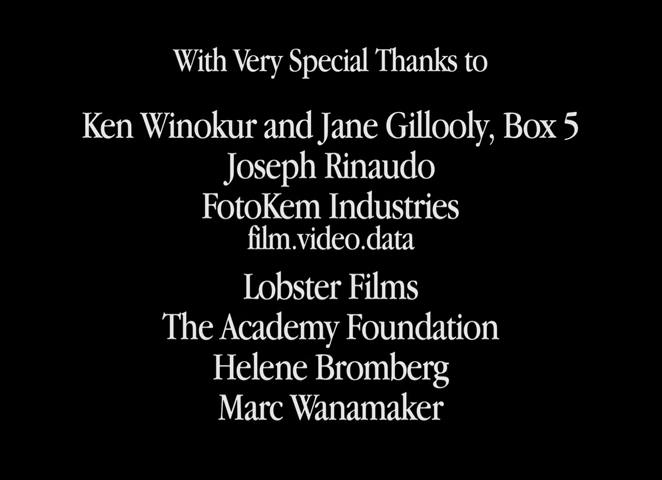 With Very Special Thanks to
Ken Winokur and Jane Gillooly, Box 5
Joseph Rinaudo
FotoKem Industries
film.video.data
Lobster Films
The Academy Foundation
Helene Bromberg
Marc Wanamaker